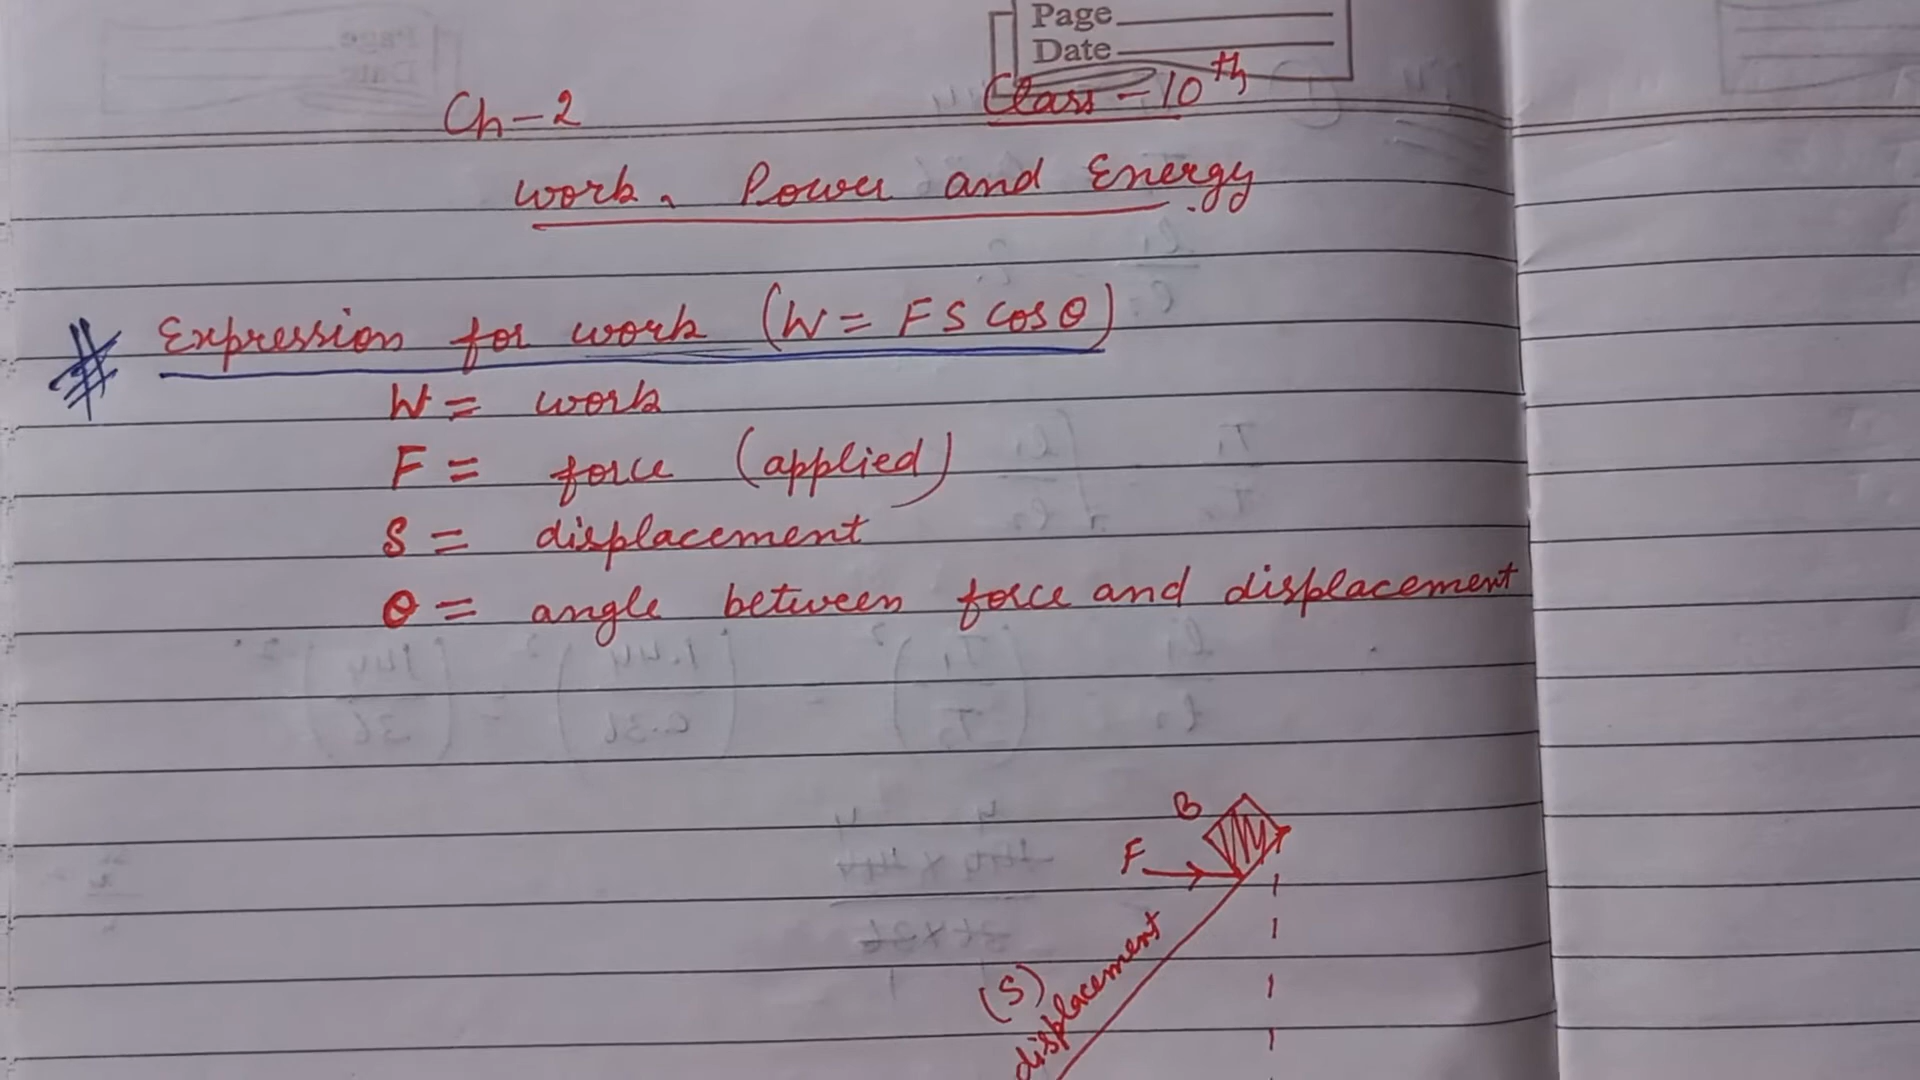 Page
Date
Class - 10th
Ch-2
work, Power and Energy
# Expression for work (W = FS cosθ)
W = work
F = force (applied)
S = displacement
θ = angle between force and displacement
B
F
(S)
displacement